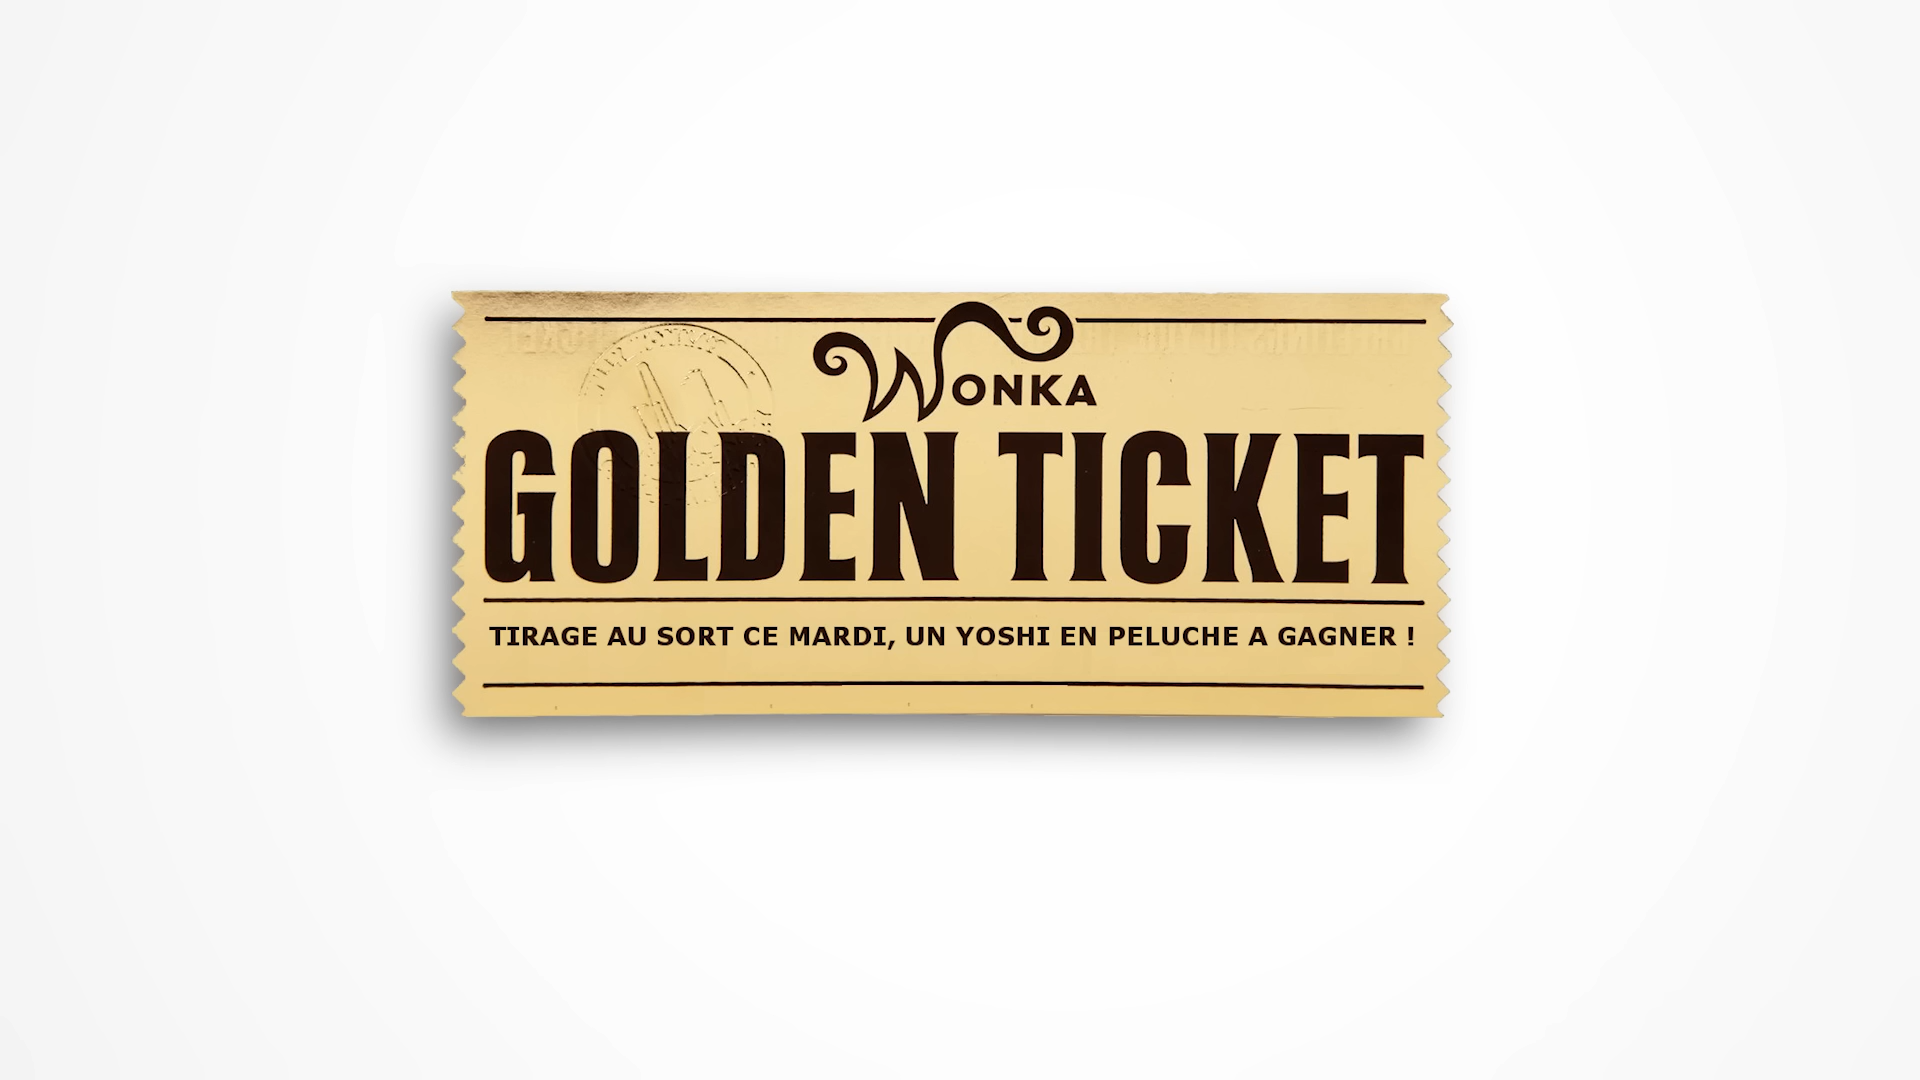 WONKA
GOLDEN TICKET
TIRAGE AU SORT CE MARDI, UN YOSHI EN PELUCHE A GAGNER !